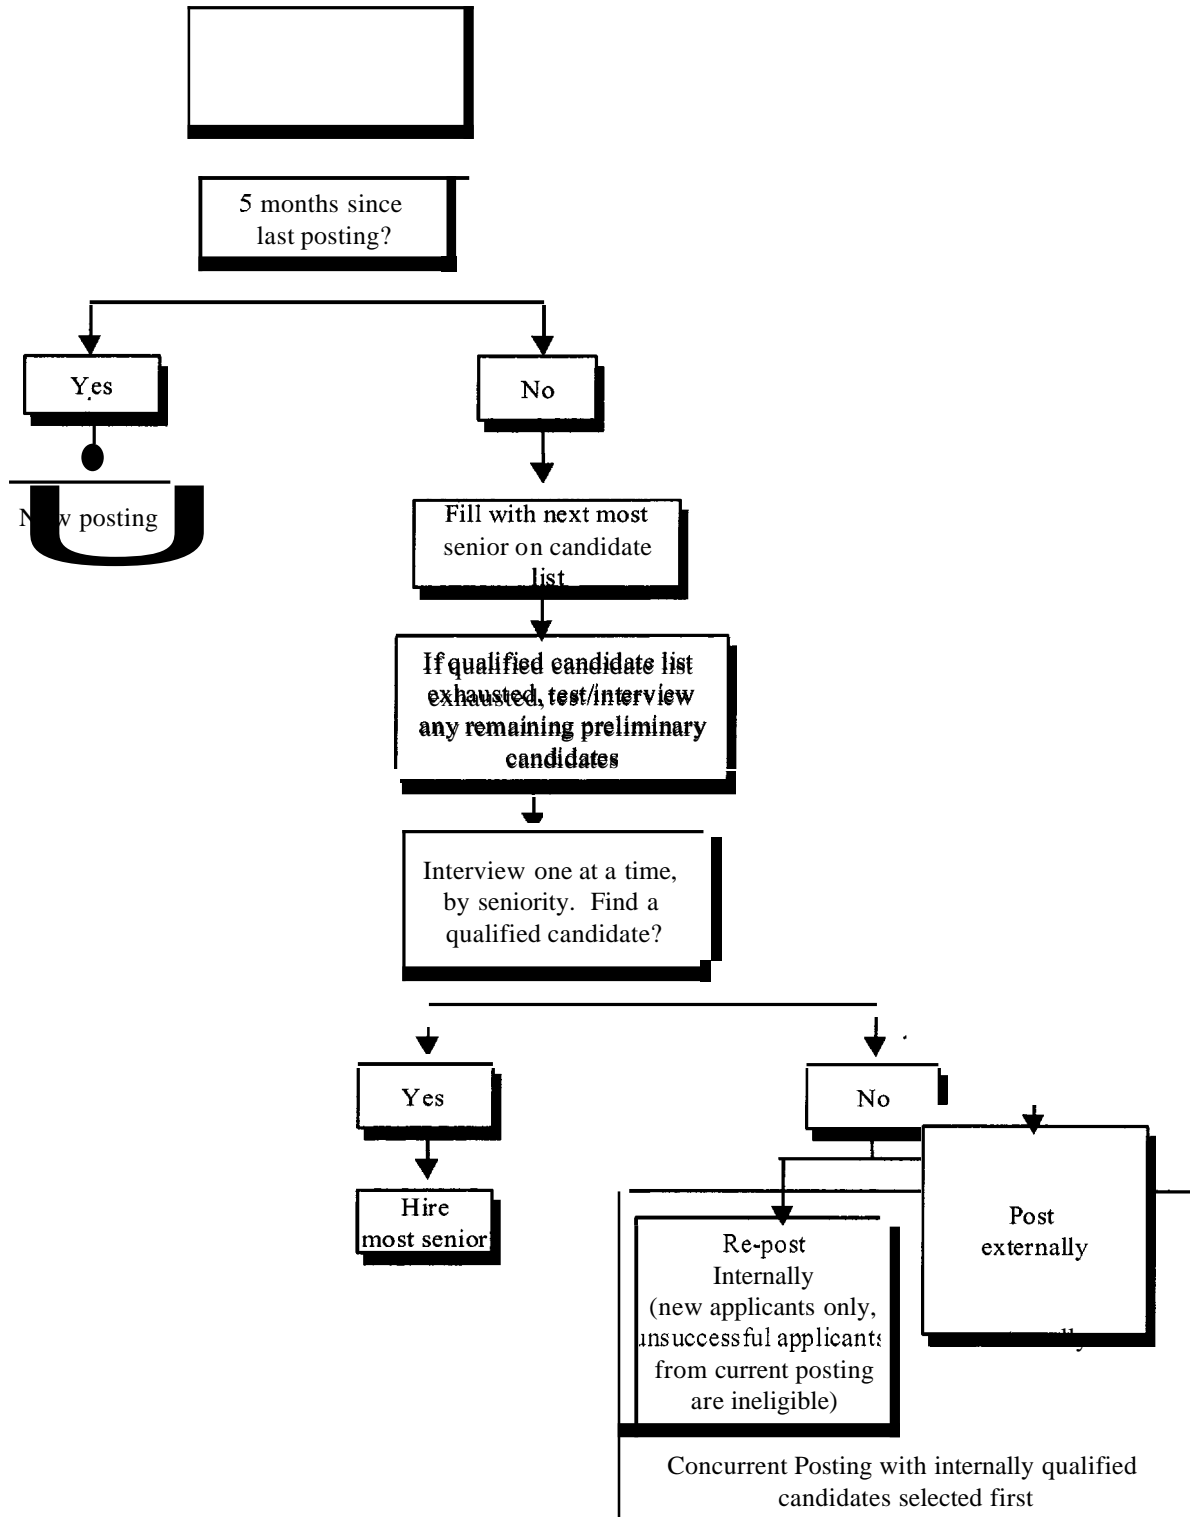 5 months since
last posting?
Yes
No
posting
Fill with next most
senior on candidate
list
If qualified candidate list
exhausted, test/interview
any remaining preliminary
candidates
Interview one at a time,
by seniority. Find a
qualified candidate?
Yes
No
Hire
most senior
Re-post
Internally
(new applicants only,
unsuccessful applicants
from current posting
are ineligible)
Post
externally
Concurrent Posting with internally qualified
candidates selected first